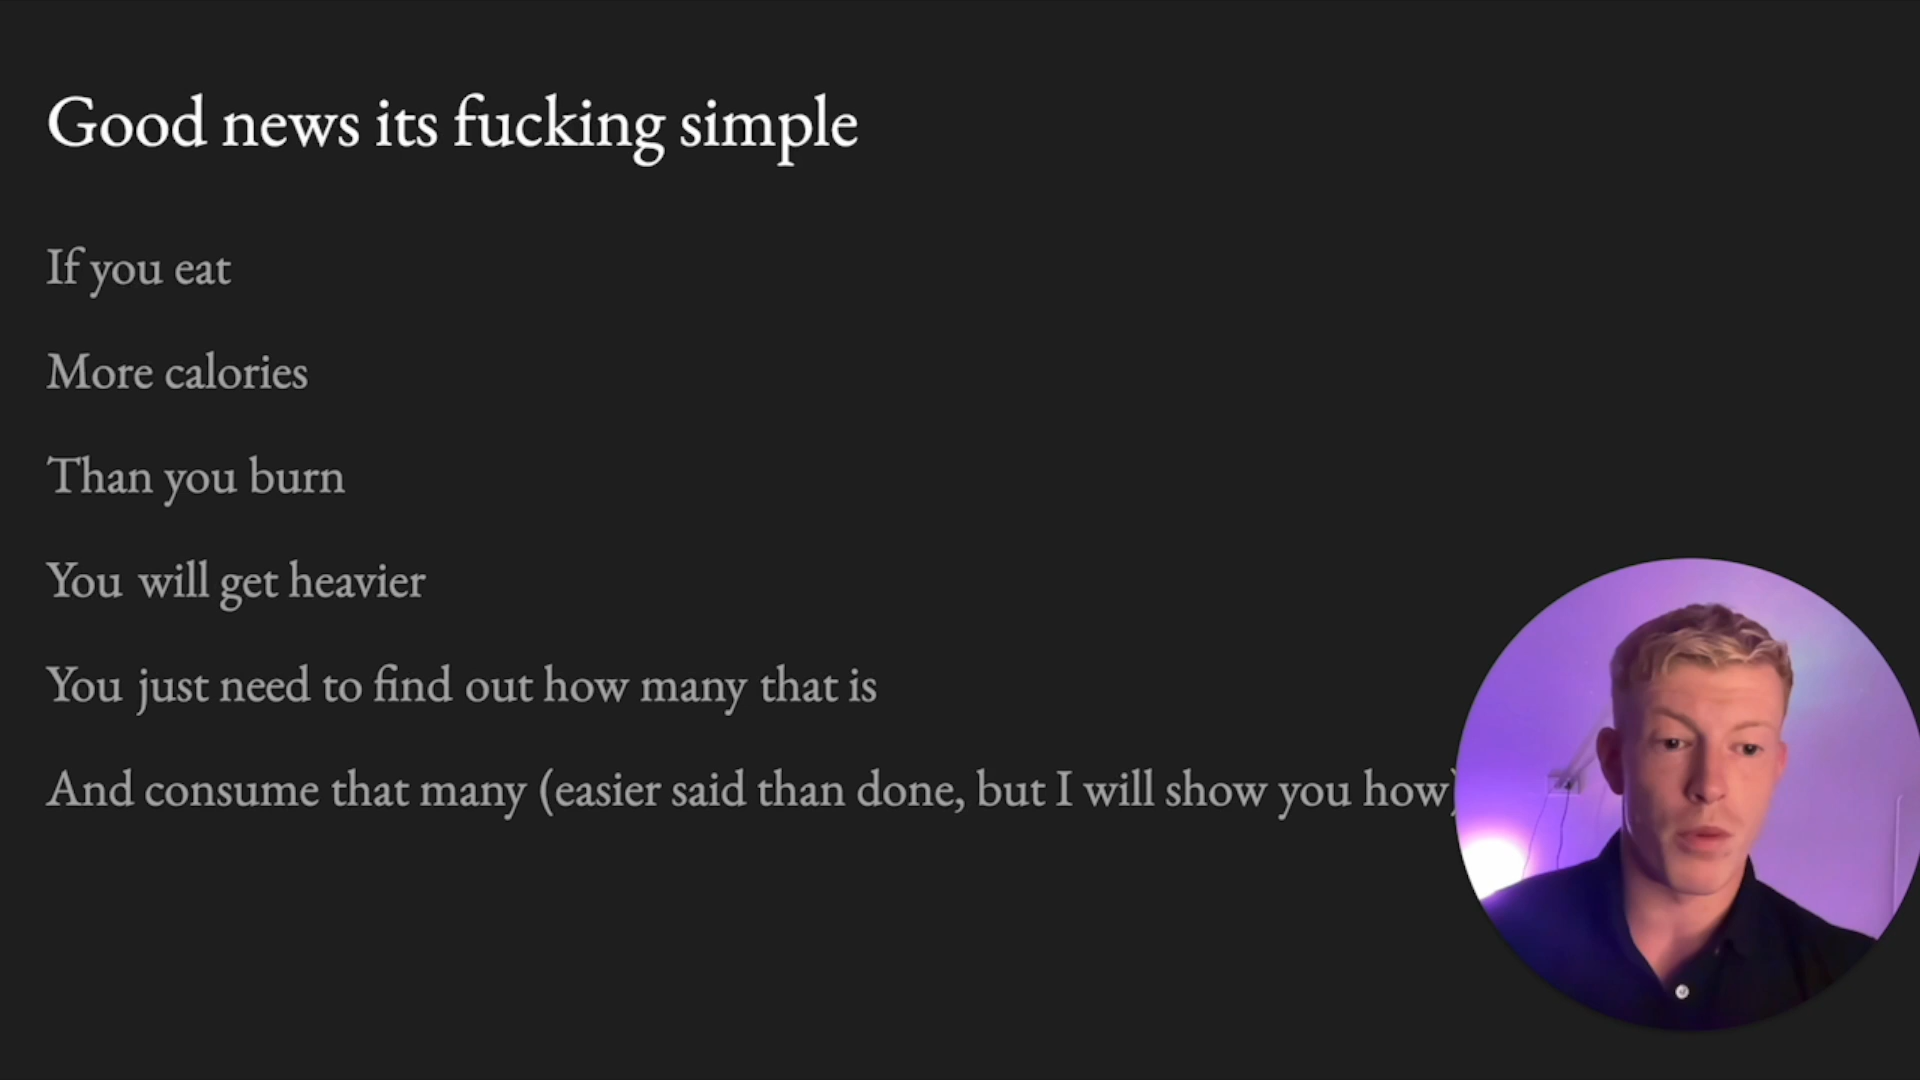 Good news its fucking simple
If you eat
More calories
Than you burn
You will get heavier
You just need to find out how many that is
And consume that many (easier said than done, but I will show you how)